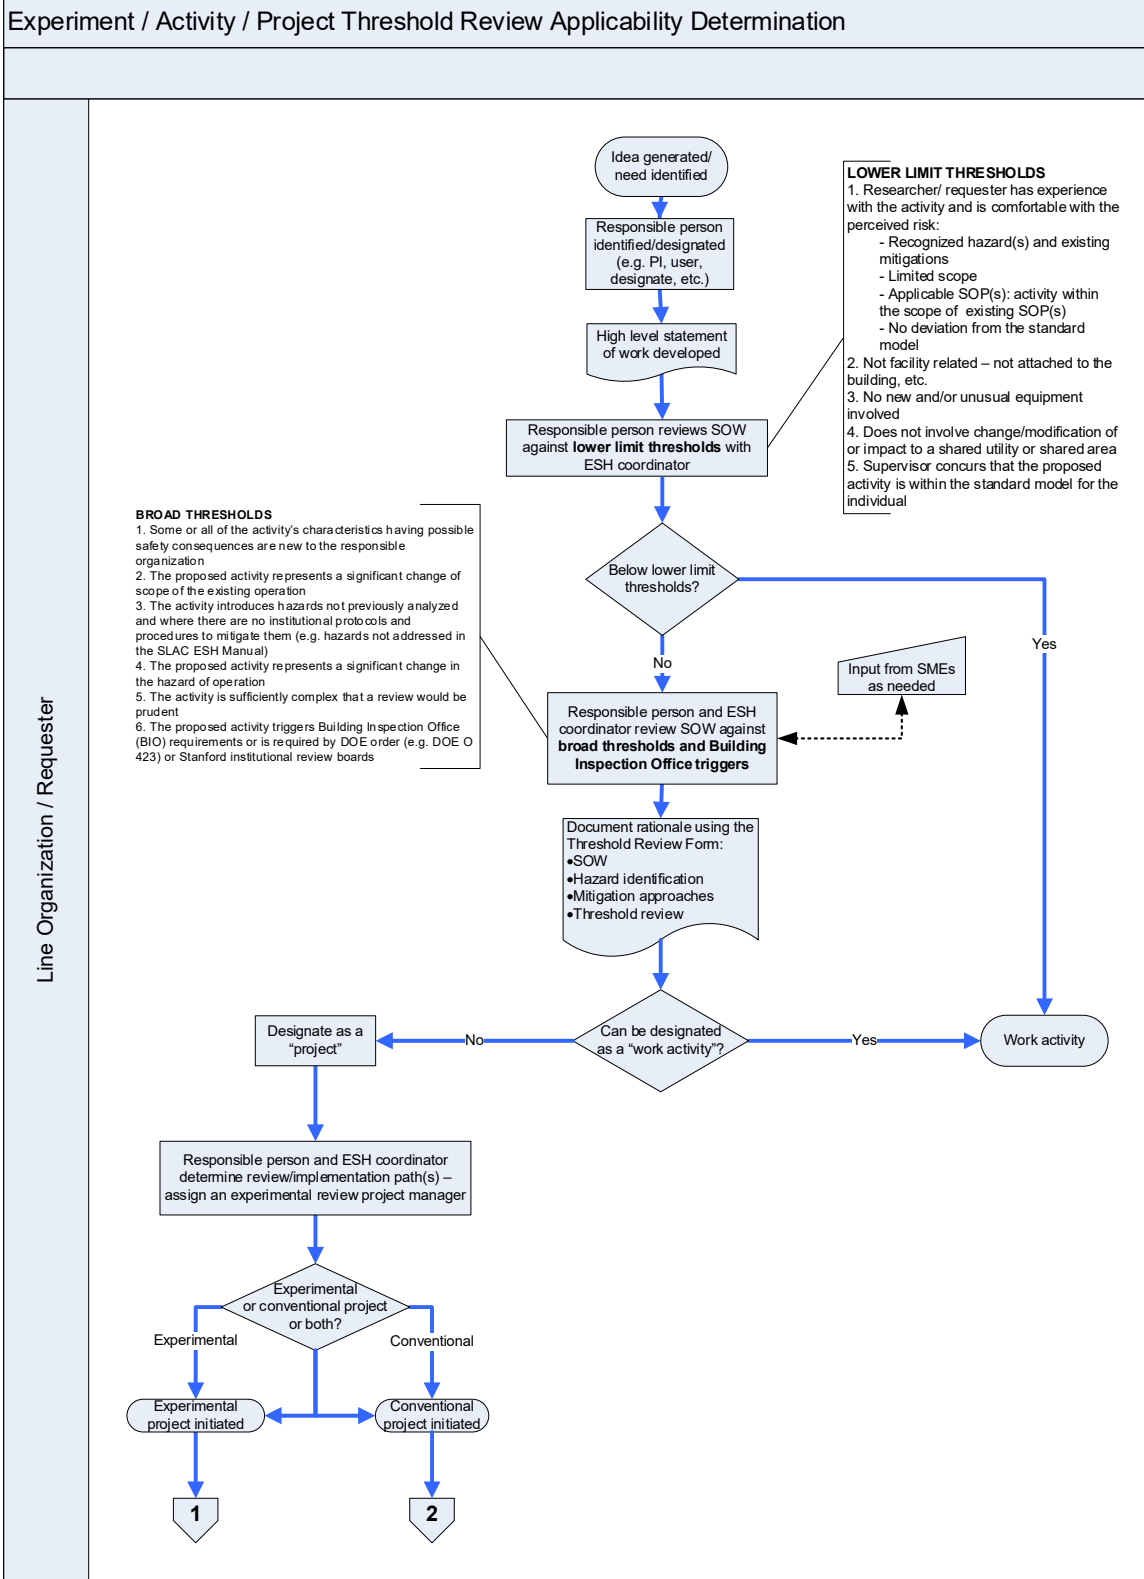 Experiment / Activity / Project Threshold Review Applicability Determination
Line Organization / Requester
Idea generated/
need identified
Responsible person
identified/designated
(e.g. PI, user,
designate, etc.)
High level statement
of work developed
Responsible person reviews SOW
against lower limit thresholds with
ESH coordinator
LOWER LIMIT THRESHOLDS
1. Researcher/ requester has experience
with the activity and is comfortable with the
perceived risk:
- Recognized hazard(s) and existing
mitigations
- Limited scope
- Applicable SOP(s): activity within
the scope of existing SOP(s)
- No deviation from the standard
model
2. Not facility related – not attached to the
building, etc.
3. No new and/or unusual equipment
involved
4. Does not involve change/modification of
or impact to a shared utility or shared area
5. Supervisor concurs that the proposed
activity is within the standard model for the
individual
BROAD THRESHOLDS
1. Some or all of the activity's characteristics having possible
safety consequences are new to the responsible
organization
2. The proposed activity represents a significant change of
scope of the existing operation
3. The activity introduces hazards not previously analyzed
and where there are no institutional protocols and
procedures to mitigate them (e.g. hazards not addressed in
the SLAC ESH Manual)
4. The proposed activity represents a significant change in
the hazard of operation
5. The activity is sufficiently complex that a review would be
prudent
6. The proposed activity triggers Building Inspection Office
(BIO) requirements or is required by DOE order (e.g. DOE O
423) or Stanford institutional review boards
Below lower limit
thresholds?
Yes
No
Input from SMEs
as needed
Responsible person and ESH
coordinator review SOW against
broad thresholds and Building
Inspection Office triggers
Document rationale using the
Threshold Review Form:
•SOW
•Hazard identification
•Mitigation approaches
•Threshold review
Can be designated
as a “work activity”?
No
Yes
Work activity
Designate as a
“project”
Responsible person and ESH coordinator
determine review/implementation path(s) –
assign an experimental review project manager
Experimental
or conventional project
or both?
Experimental
Conventional
Experimental
project initiated
Conventional
project initiated
1
2